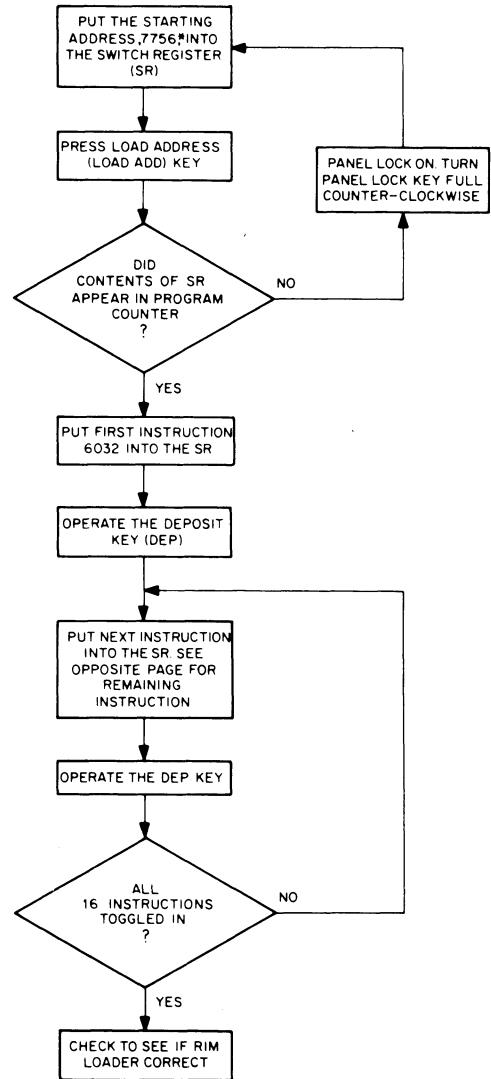 PUT THE STARTING
ADDRESS,7756,*INTO
THE SWITCH REGISTER
(SR)
PRESS LOAD ADDRESS
(LOAD ADD) KEY
PANEL LOCK ON. TURN
PANEL LOCK KEY FULL
COUNTER-CLOCKWISE
DID
CONTENTS OF SR
APPEAR IN PROGRAM
COUNTER
?
NO
YES
PUT FIRST INSTRUCTION
6032 INTO THE SR
OPERATE THE DEPOSIT
KEY (DEP)
PUT NEXT INSTRUCTION
INTO THE SR. SEE
OPPOSITE PAGE FOR
REMAINING
INSTRUCTION
OPERATE THE DEP KEY
ALL
16 INSTRUCTIONS
TOGGLED IN
?
NO
YES
CHECK TO SEE IF RIM
LOADER CORRECT